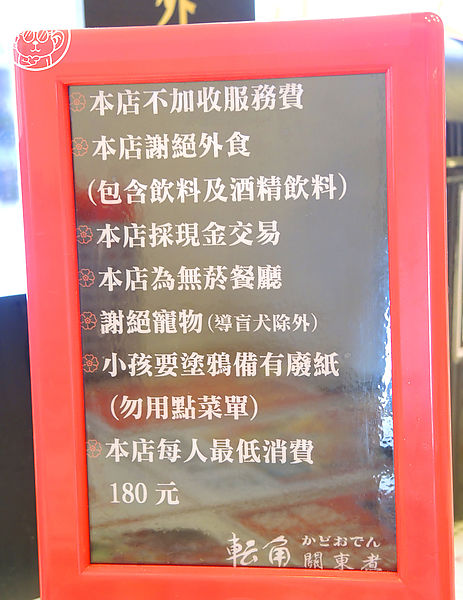 外
本店不加收服務費
本店謝絕外食
(包含飲料及酒精飲料)
本店採現金交易
本店為無菸餐廳
謝絕寵物(導盲犬除外)
小孩要塗鴉備有廢紙
(勿用點菜單)
本店每人最低消費
180 元
転角 かどおでん
關東煮